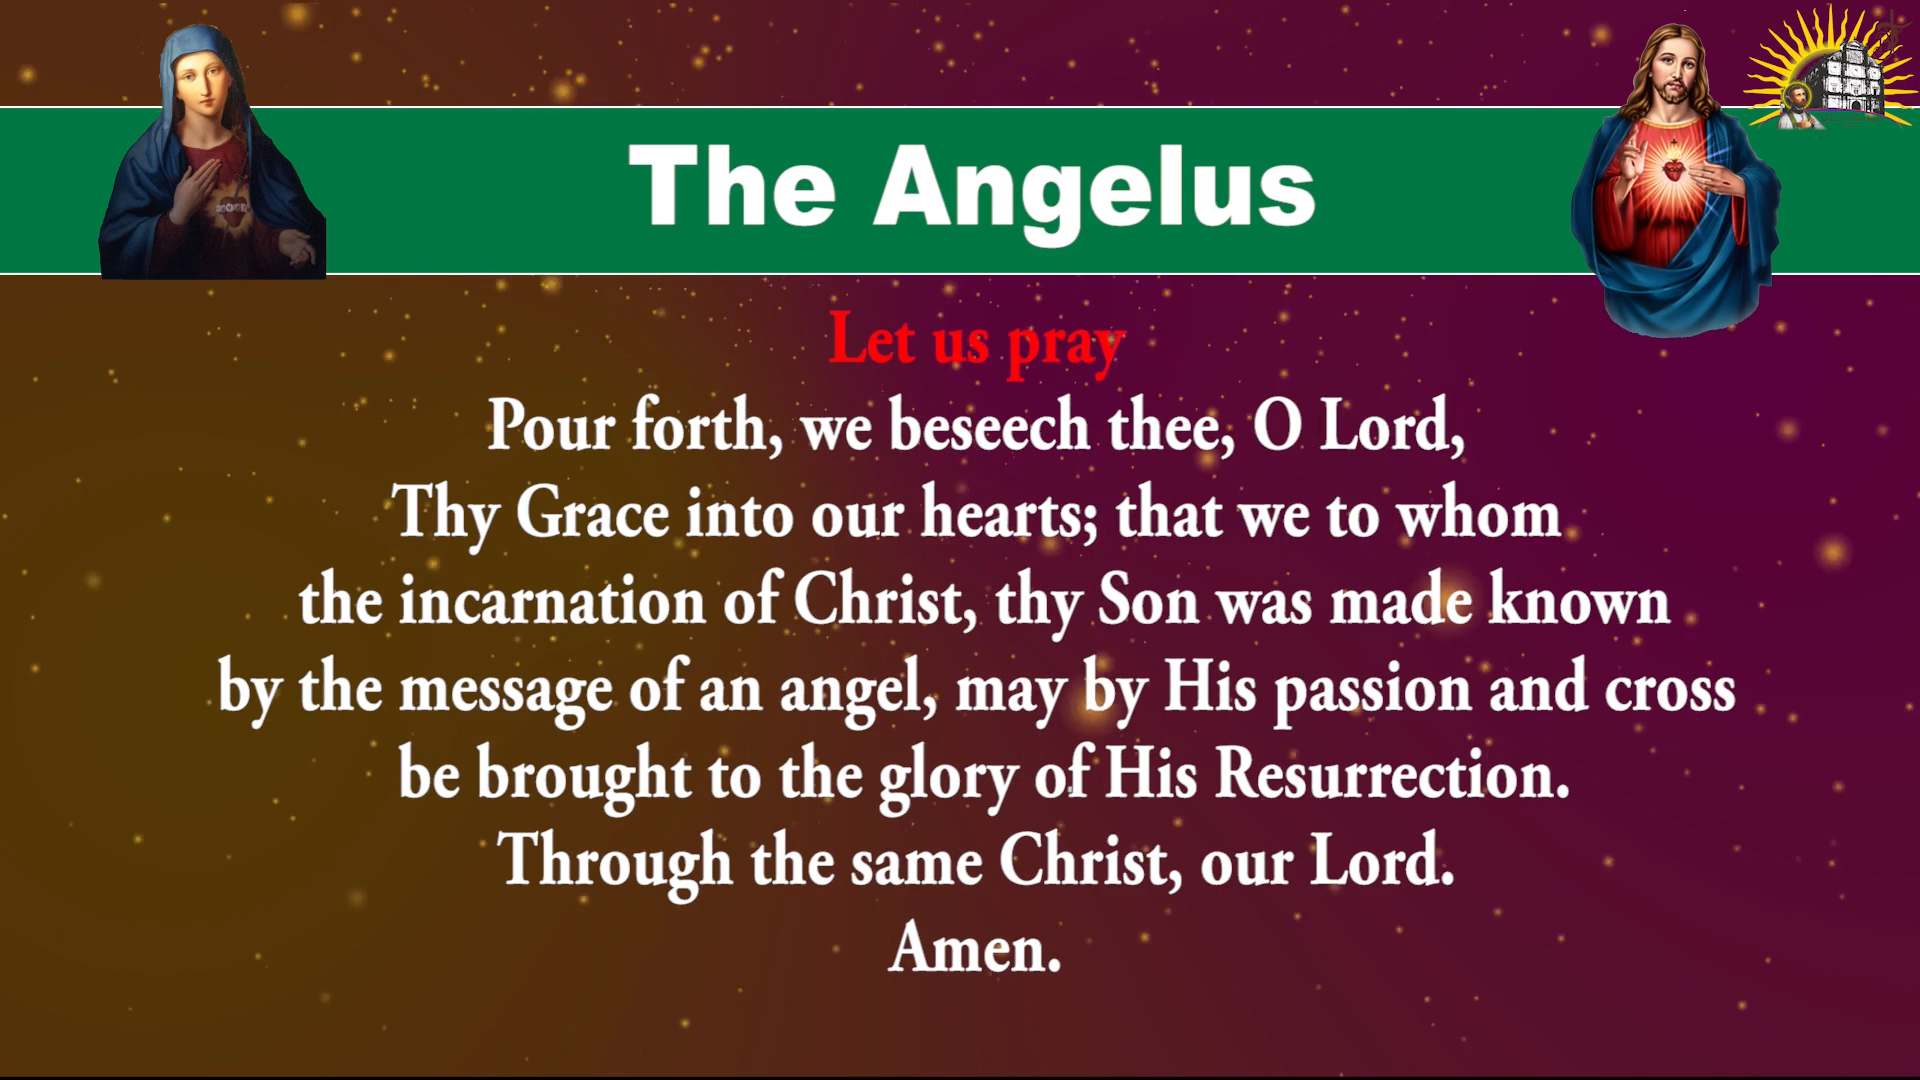 The Angelus
Let us pray
Pour forth, we beseech thee, O Lord,
Thy Grace into our hearts; that we to whom
the incarnation of Christ, thy Son was made known
by the message of an angel, may by His passion and cross
be brought to the glory of His Resurrection.
Through the same Christ, our Lord.
Amen.